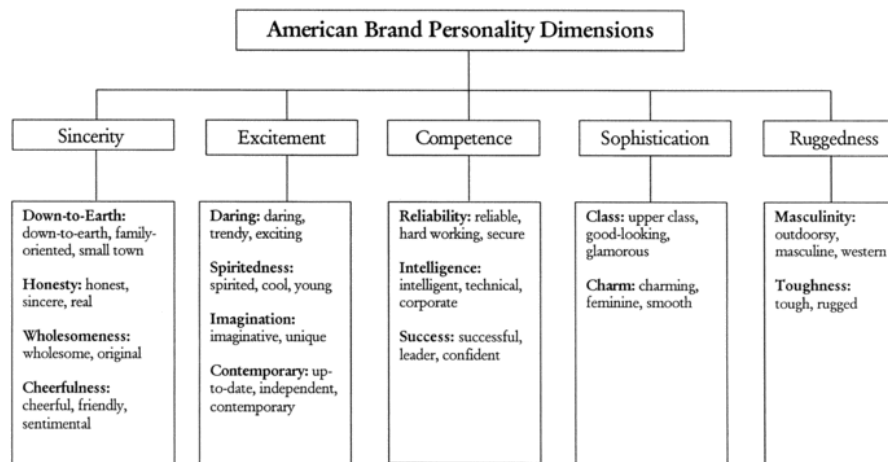 American Brand Personality Dimensions
Sincerity
Excitement
Competence
Sophistication
Ruggedness
Down-to-Earth:
down-to-earth, family-
oriented, small town
Honesty: honest,
sincere, real
Wholesomeness:
wholesome, original
Cheerfulness:
cheerful, friendly,
sentimental
Daring: daring,
trendy, exciting
Spiritedness:
spirited, cool, young
Imagination:
imaginative, unique
Contemporary: up-
to-date, independent,
contemporary
Reliability: reliable,
hard working, secure
Intelligence:
intelligent, technical,
corporate
Success: successful,
leader, confident
Class: upper class,
good-looking,
glamorous
Charm: charming,
feminine, smooth
Masculinity:
outdoorsy,
masculine, western
Toughness:
tough, rugged